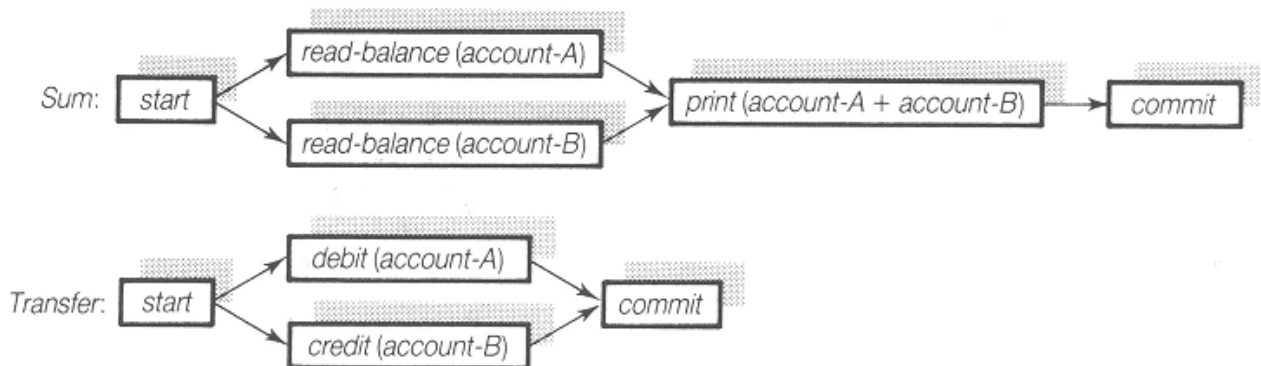 read-balance (account-A)
Sum: start print (account-A + account-B) commit
read-balance (account-B)
debit (account-A)
Transfer: start commit
credit (account-B)